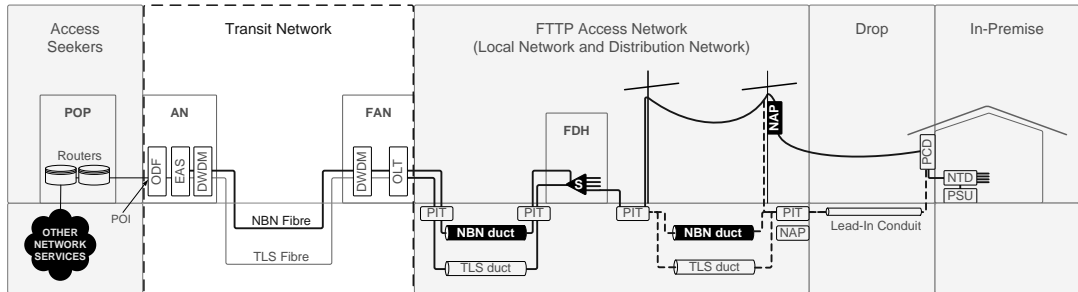 Access
Seekers
Transit Network
FTTP Access Network
(Local Network and Distribution Network)
Drop
In-Premise
POP
AN
FAN
FDH
NAP
Routers
ODF
EAS
DWDM
DWDM
OLT
S
PCD
NTD
PSU
POI
PIT
PIT
PIT
PIT
NAP
NBN Fibre
TLS Fibre
NBN duct
TLS duct
NBN duct
TLS duct
Lead-In Conduit
OTHER
NETWORK
SERVICES